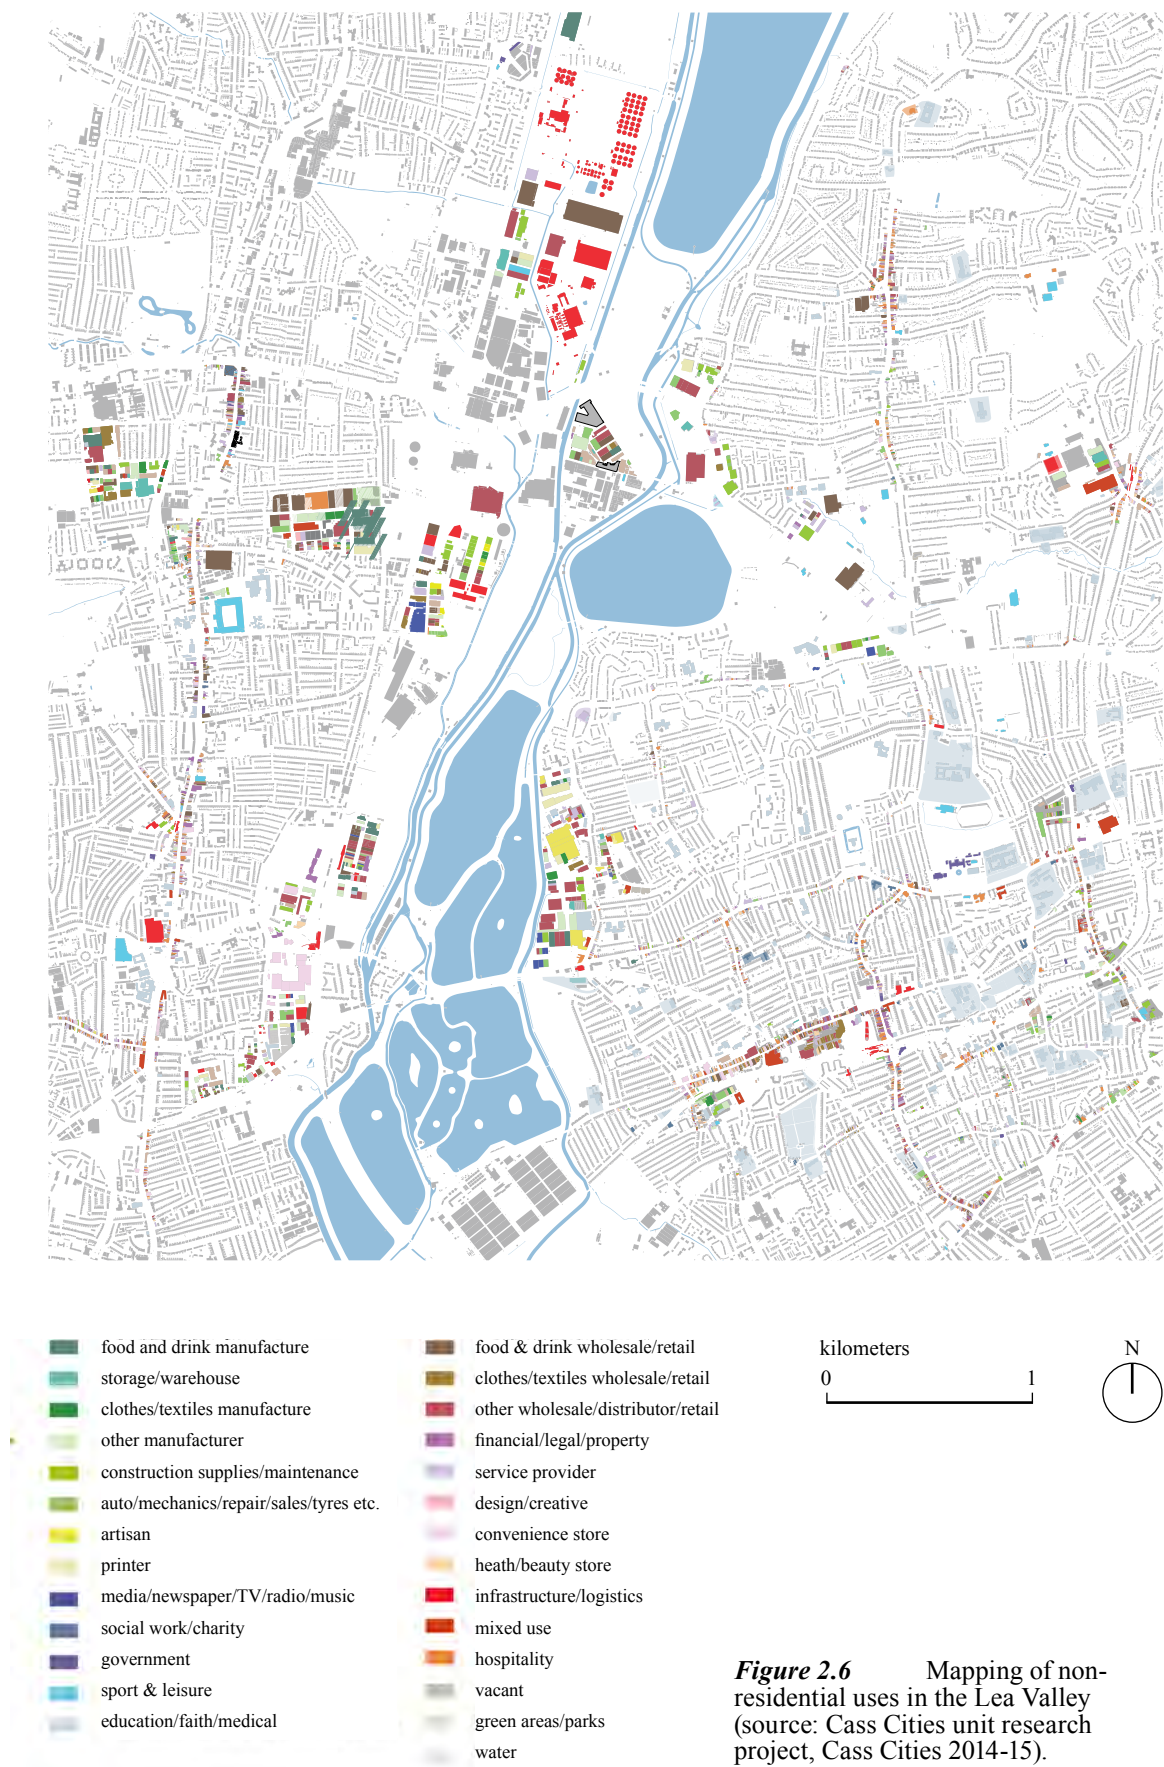 food and drink manufacture
storage/warehouse
clothes/textiles manufacture
other manufacturer
construction supplies/maintenance
auto/mechanics/repair/sales/tyres etc.
artisan
printer
media/newspaper/TV/radio/music
social work/charity
government
sport & leisure
education/faith/medical
food & drink wholesale/retail
clothes/textiles wholesale/retail
other wholesale/distributor/retail
financial/legal/property
service provider
design/creative
convenience store
heath/beauty store
infrastructure/logistics
mixed use
hospitality
vacant
green areas/parks
water
kilometers
0 1
N
Figure 2.6 Mapping of non-
residential uses in the Lea Valley
(source: Cass Cities unit research
project, Cass Cities 2014-15).